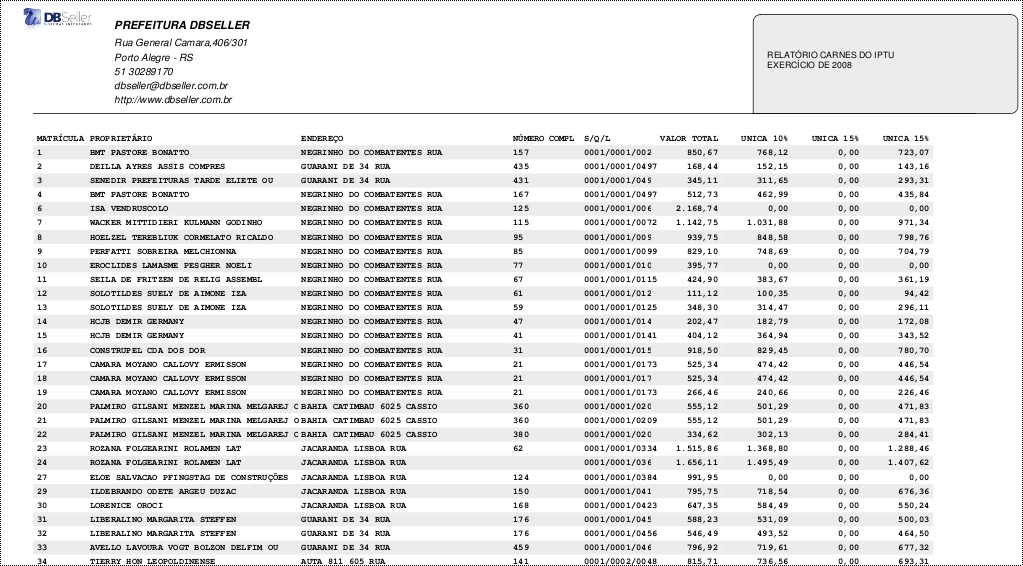 DBSeller
SISTEMAS INTEGRADOS
PREFEITURA DBSELLER
Rua General Camara,406/301
Porto Alegre - RS
51 30289170
dbseller@dbseller.com.br
http://www.dbseller.com.br
RELATÓRIO CARNES DO IPTU
EXERCÍCIO DE 2008
MATRÍCULA PROPRIETÁRIO ENDEREÇO NÚMERO COMPL S/Q/L VALOR TOTAL UNICA 10% UNICA 15% UNICA 15%
1 BMT PASTORE BONATTO NEGRINHO DO COMBATENTES RUA 157 0001/0001/002 850,67 768,12 0,00 723,07
2 DEILLA AYRES ASSIS COMPRES GUARANI DE 34 RUA 435 0001/0001/0497 168,44 152,15 0,00 143,16
3 SENEDIR PREFEITURAS TARDE ELIETE OU GUARANI DE 34 RUA 431 0001/0001/049 345,11 311,65 0,00 293,31
4 BMT PASTORE BONATTO NEGRINHO DO COMBATENTES RUA 167 0001/0001/0497 512,73 462,99 0,00 435,84
6 ISA VENDRUSCOLO NEGRINHO DO COMBATENTES RUA 125 0001/0001/006 2.168,74 0,00 0,00 0,00
7 WACKER MITTIDIERI KULMANN GODINHO NEGRINHO DO COMBATENTES RUA 115 0001/0001/0072 1.142,75 1.031,88 0,00 971,34
8 HOELZEL TEREBLIUK CORMELATO RICALDO NEGRINHO DO COMBATENTES RUA 95 0001/0001/009 939,75 848,58 0,00 798,76
9 PERFATTI SOBREIRA MELCHIONNA NEGRINHO DO COMBATENTES RUA 85 0001/0001/0099 829,10 748,69 0,00 704,79
10 EROCLIDES LAMASME PESGHER NOELI NEGRINHO DO COMBATENTES RUA 77 0001/0001/010 395,77 0,00 0,00 0,00
11 SEILA DE FRITZEN DE RELIG ASSEMBL NEGRINHO DO COMBATENTES RUA 67 0001/0001/0115 424,90 383,67 0,00 361,19
12 SOLOTILDES SUELY DE AIMONE IZA NEGRINHO DO COMBATENTES RUA 61 0001/0001/012 111,12 100,35 0,00 94,42
13 SOLOTILDES SUELY DE AIMONE IZA NEGRINHO DO COMBATENTES RUA 59 0001/0001/0125 348,30 314,47 0,00 296,11
14 HCJB DEMIR GERMANY NEGRINHO DO COMBATENTES RUA 47 0001/0001/014 202,47 182,79 0,00 172,08
15 HCJB DEMIR GERMANY NEGRINHO DO COMBATENTES RUA 41 0001/0001/0141 404,12 364,94 0,00 343,52
16 CONSTRUPEL CDA DOS DOR NEGRINHO DO COMBATENTES RUA 31 0001/0001/015 918,50 829,45 0,00 780,70
17 CAMARA MOYANO CALLOVY ERMISSON NEGRINHO DO COMBATENTES RUA 21 0001/0001/0173 525,34 474,42 0,00 446,54
18 CAMARA MOYANO CALLOVY ERMISSON NEGRINHO DO COMBATENTES RUA 21 0001/0001/017 525,34 474,42 0,00 446,54
19 CAMARA MOYANO CALLOVY ERMISSON NEGRINHO DO COMBATENTES RUA 21 0001/0001/0173 266,46 240,66 0,00 226,46
20 PALMIRO GILSANI MENZEL MARINA MELGAREJ O BAHIA CATIMBAU 6025 CASSIO 360 0001/0001/020 555,12 501,29 0,00 471,83
21 PALMIRO GILSANI MENZEL MARINA MELGAREJ O BAHIA CATIMBAU 6025 CASSIO 360 0001/0001/0209 555,12 501,29 0,00 471,83
22 PALMIRO GILSANI MENZEL MARINA MELGAREJ O BAHIA CATIMBAU 6025 CASSIO 380 0001/0001/020 334,62 302,13 0,00 284,41
23 ROZANA FOLGEARINI ROLAMEN LAT JACARANDA LISBOA RUA 62 0001/0001/0334 1.515,86 1.368,80 0,00 1.288,46
24 ROZANA FOLGEARINI ROLAMEN LAT JACARANDA LISBOA RUA 0001/0001/036 1.656,11 1.495,49 0,00 1.407,62
27 ELOE SALVACAO PFINGSTAG DE CONSTRUÇÕES JACARANDA LISBOA RUA 124 0001/0001/0384 991,95 0,00 0,00 0,00
29 ILDEBRANDO ODETE ARGEU DUZAC JACARANDA LISBOA RUA 150 0001/0001/041 795,75 718,54 0,00 676,36
30 LORENICE OROCI JACARANDA LISBOA RUA 168 0001/0001/0423 647,35 584,49 0,00 550,24
31 LIBERALINO MARGARITA STEFFEN GUARANI DE 34 RUA 176 0001/0001/045 588,23 531,09 0,00 500,03
32 LIBERALINO MARGARITA STEFFEN GUARANI DE 34 RUA 176 0001/0001/0456 546,49 493,52 0,00 464,50
33 AVELLO LAVOURA VOGT BOLZON DELFIM OU GUARANI DE 34 RUA 459 0001/0001/046 796,92 719,61 0,00 677,32
34 TIERRY HON LEOPOLDINENSE AUTA 811 605 RUA 141 0001/0002/0048 815,71 736,56 0,00 693,31